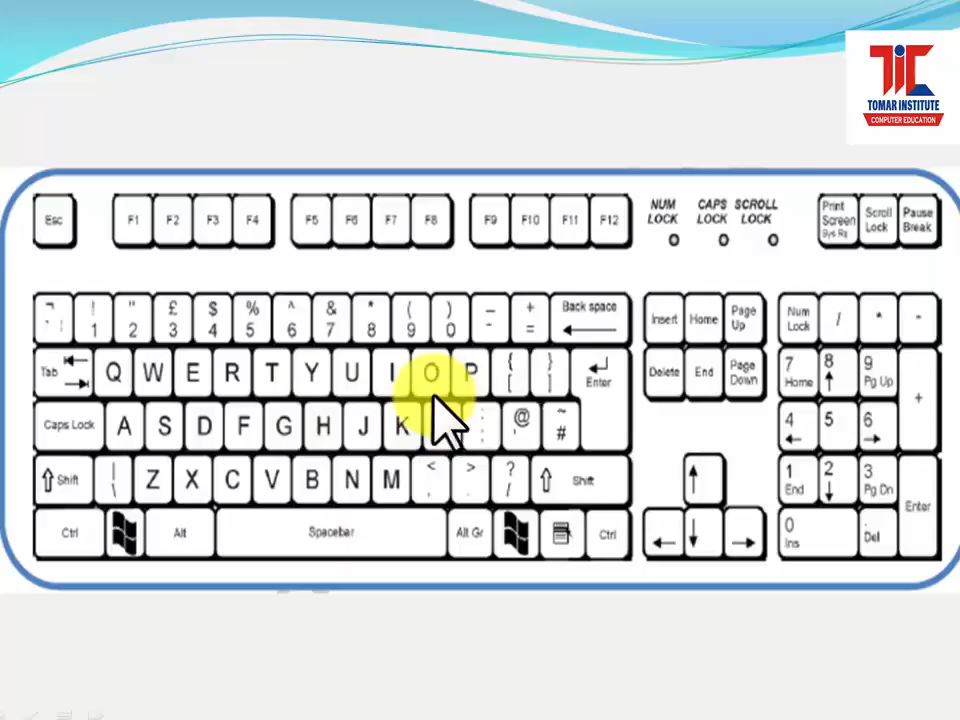 TIC
TOMAR INSTITUTE
COMPUTER EDUCATION
NUM LOCK CAPS LOCK SCROLL LOCK
Esc F1 F2 F3 F4 F5 F6 F7 F8 F9 F10 F11 F12 Print Screen Sys Rq Scroll Lock Pause Break
! " £ $ % ^ & * ( ) _ + Back space
1 2 3 4 5 6 7 8 9 0 - =
Insert Home Page Up Num Lock / * -
Tab Q W E R T Y U I O P { [ } ] Enter
Delete End Page Down 7 Home 8 9 Pg Up +
Caps Lock A S D F G H J K : @ ' ~ #
4 5 6
Shift | \ Z X C V B N M < , > . ? / Shift
1 End 2 3 Pg Dn Enter
Ctrl Alt Spacebar Alt Gr Ctrl
0 Ins . Del